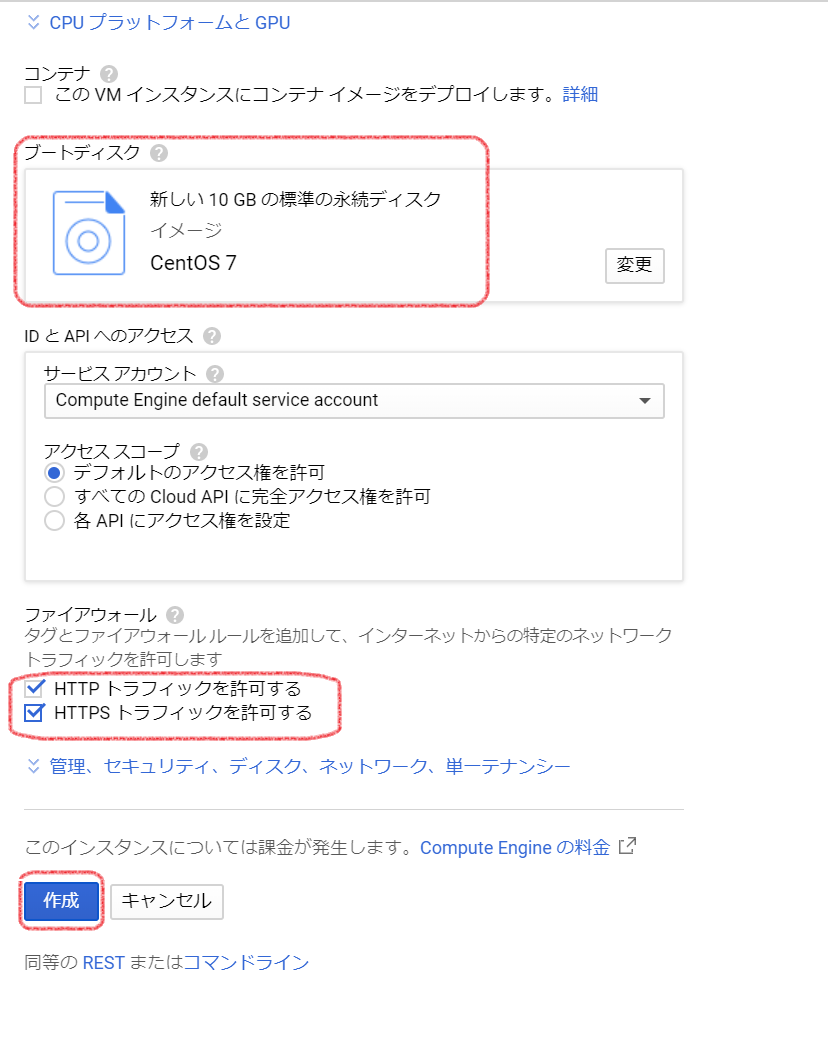 CPU プラットフォームと GPU
コンテナ
この VM インスタンスにコンテナ イメージをデプロイします。詳細
ブートディスク
新しい 10 GB の標準の永続ディスク
イメージ
CentOS 7
変更
ID と API へのアクセス
サービス アカウント
Compute Engine default service account
アクセス スコープ
デフォルトのアクセス権を許可
すべての Cloud API に完全アクセス権を許可
各 API にアクセス権を設定
ファイアウォール
タグとファイアウォール ルールを追加して、インターネットからの特定のネットワーク
トラフィックを許可します
HTTP トラフィックを許可する
HTTPS トラフィックを許可する
管理、セキュリティ、ディスク、ネットワーク、単一テナンシー
このインスタンスについては課金が発生します。Compute Engine の料金
作成 キャンセル
同等の REST またはコマンドライン